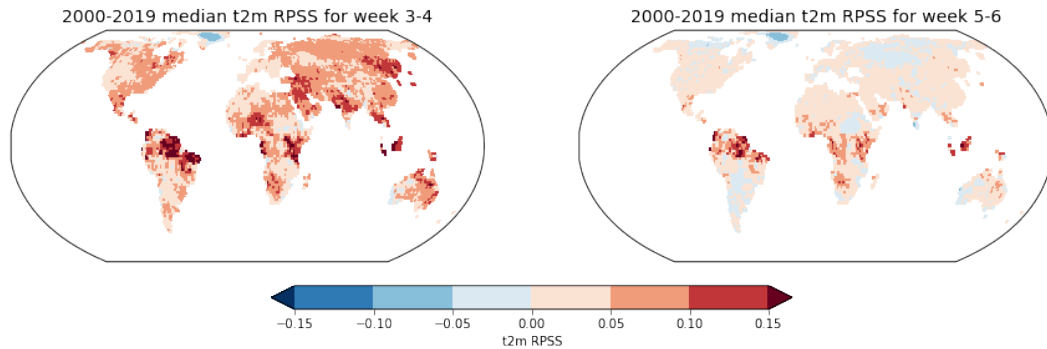 2000-2019 median t2m RPSS for week 3-4
2000-2019 median t2m RPSS for week 5-6
−0.15 −0.10 −0.05 0.00 0.05 0.10 0.15
t2m RPSS